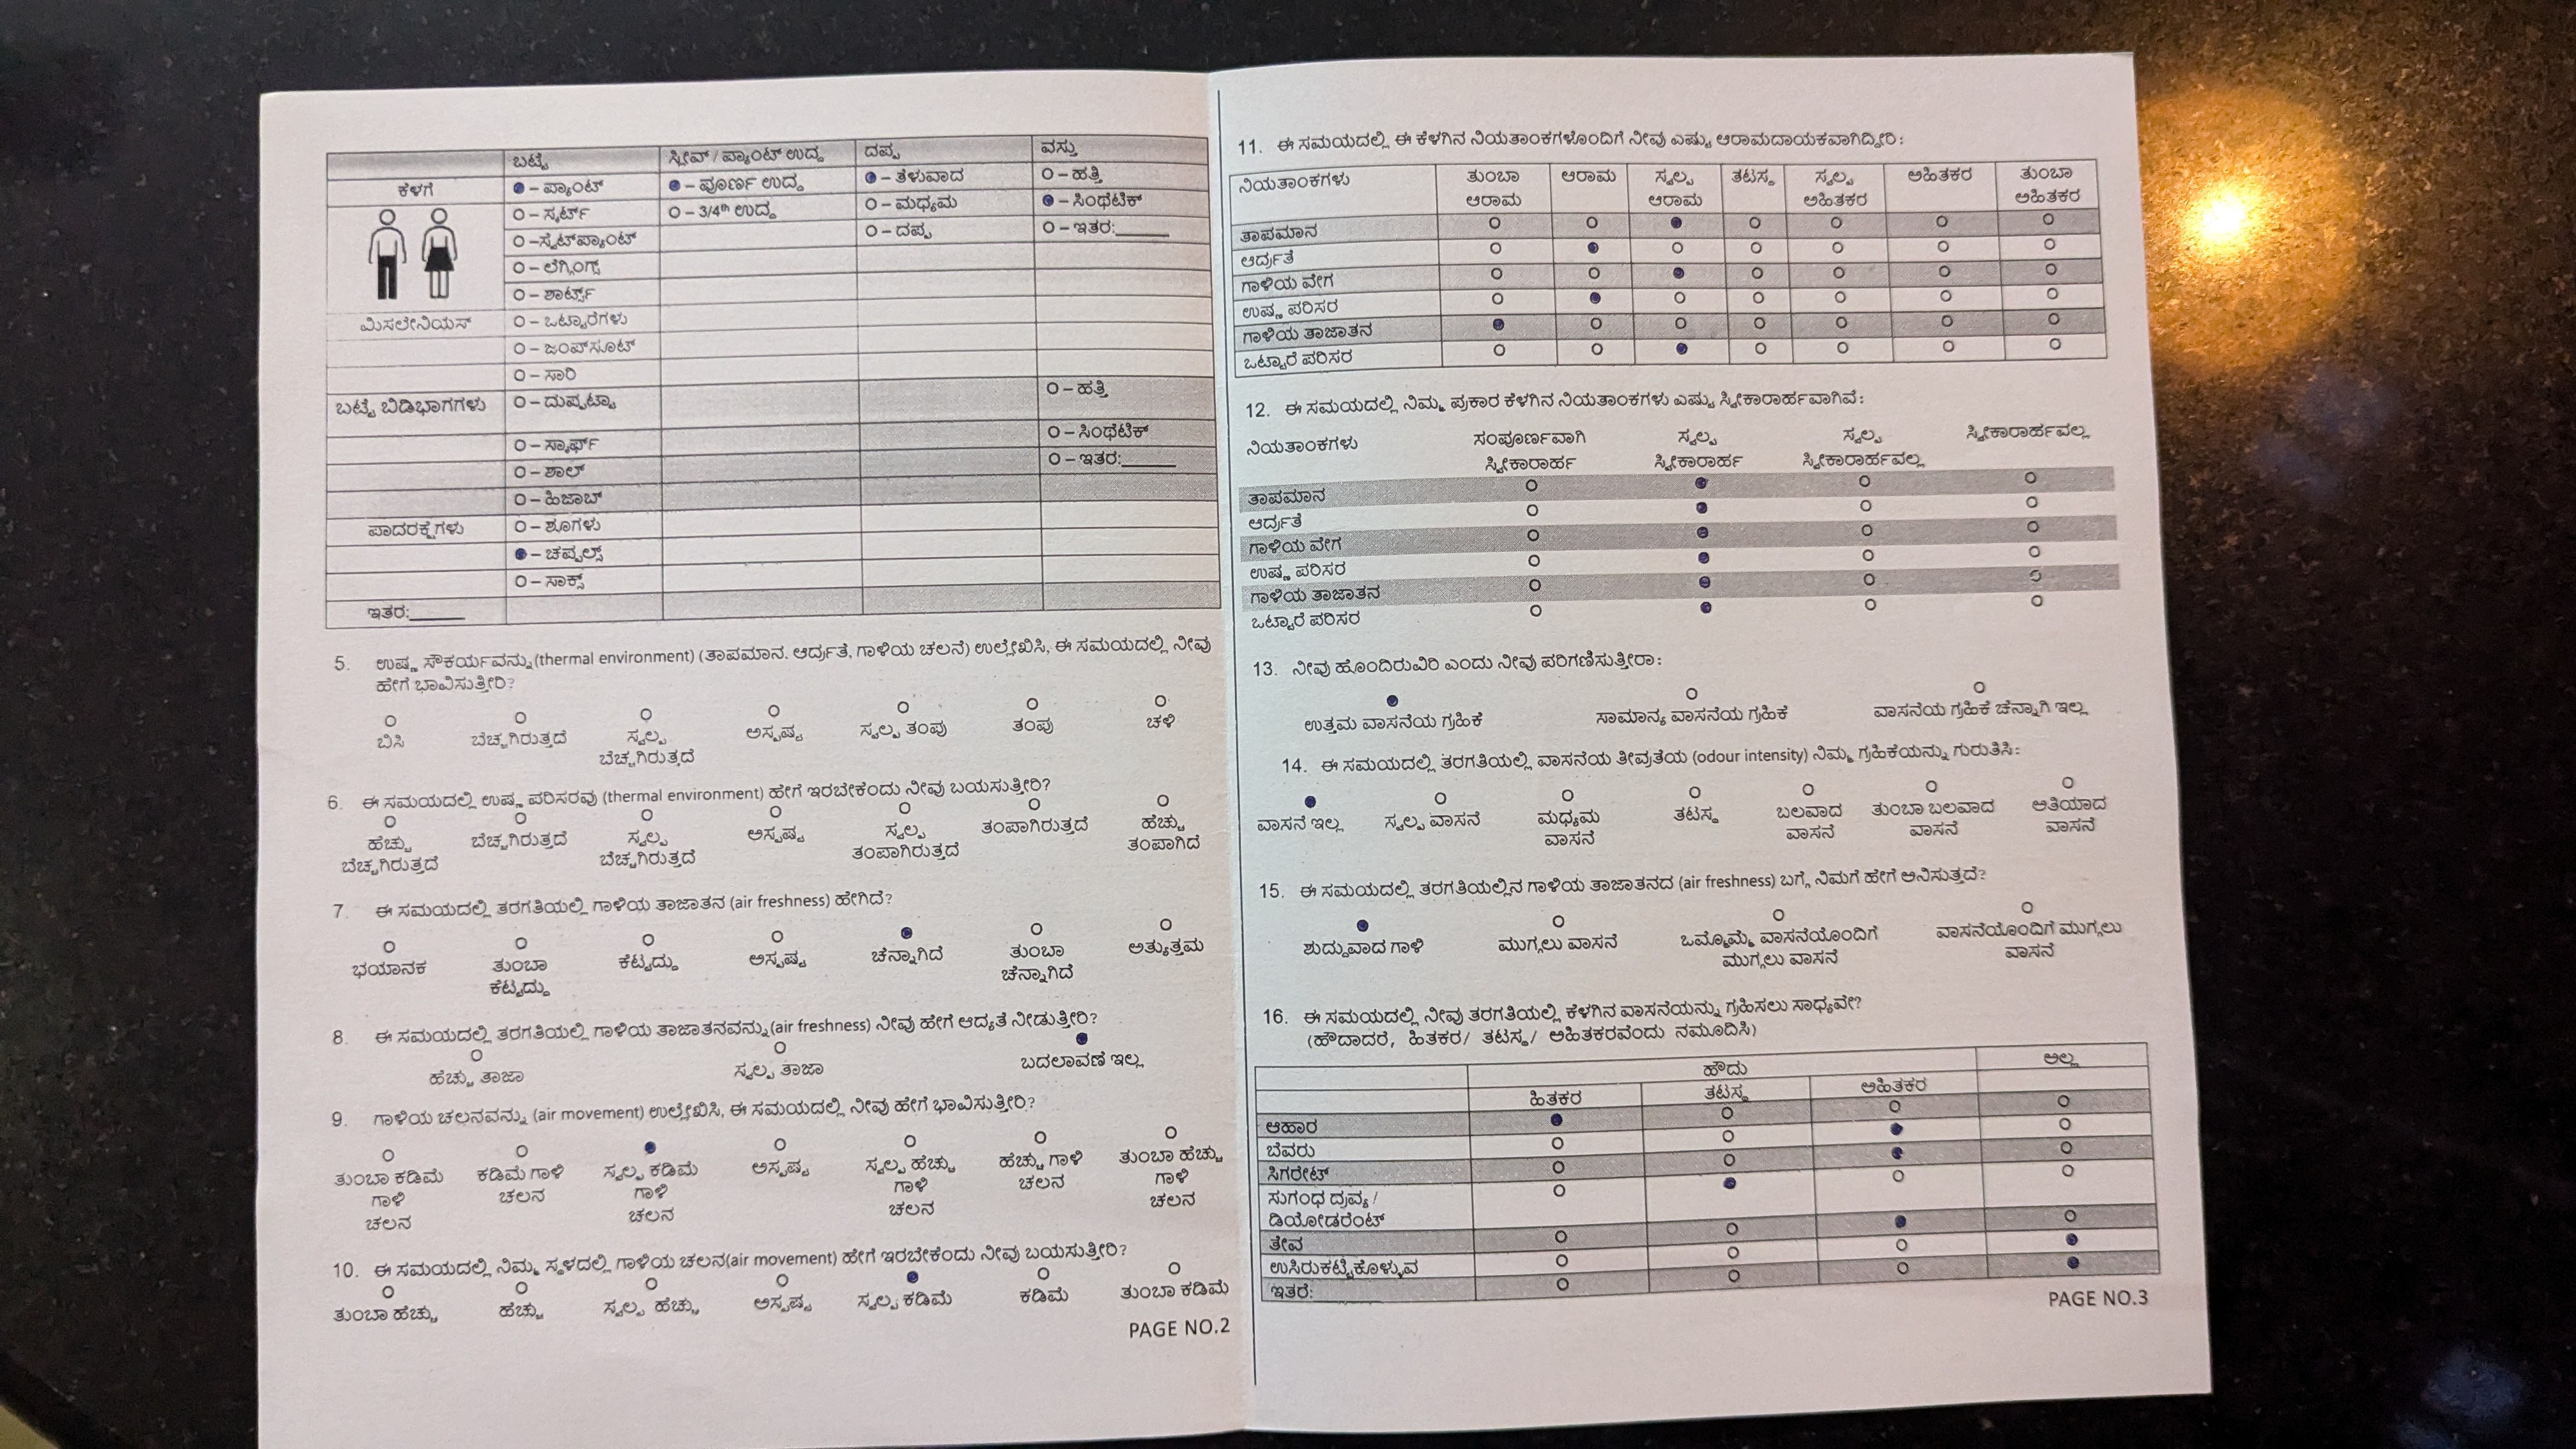 ಬಟ್ಟೆ ಸ್ಲೀವ್ / ಪ್ಯಾಂಟ್ ಉದ್ದ ದಪ್ಪ ವಸ್ತು
ಕೆಳಗೆ – ಪ್ಯಾಂಟ್ – ಪೂರ್ಣ ಉದ್ದ – ತೆಳುವಾದ O – ಹತ್ತಿ
O – ಸ್ಕರ್ಟ್ O – 3/4th ಉದ್ದ O – ಮಧ್ಯಮ – ಸಿಂಥೆಟಿಕ್
O –ಸ್ವೆಟ್‌ಪ್ಯಾಂಟ್ O – ದಪ್ಪ O – ಇತರ:______
O – ಲೆಗ್ಗಿಂಗ್ಸ್
O – ಶಾರ್ಟ್ಸ್
ಮಿಸಲೇನಿಯಸ್ O – ಒಟ್ಟಾರೆಗಳು
O – ಜಂಪ್‌ಸೂಟ್
O – ಸಾರಿ
ಬಟ್ಟೆ ಬಿಡಿಭಾಗಗಳು O – ದುಪ್ಪಟ್ಟಾ O – ಹತ್ತಿ
O – ಸ್ಕಾರ್ಫ್ O – ಸಿಂಥೆಟಿಕ್
O – ಶಾಲ್ O – ಇತರ:______
O – ಹಿಜಾಬ್
ಪಾದರಕ್ಷೆಗಳು O – ಶೂಗಳು
– ಚಪ್ಪಲ್ಸ್
O – ಸಾಕ್ಸ್
ಇತರ:______
5. ಉಷ್ಣ ಸೌಕರ್ಯವನ್ನು(thermal environment) (ತಾಪಮಾನ. ಆರ್ದ್ರತೆ, ಗಾಳಿಯ ಚಲನೆ) ಉಲ್ಲೇಖಿಸಿ, ಈ ಸಮಯದಲ್ಲಿ ನೀವು
ಹೇಗೆ ಭಾವಿಸುತ್ತೀರಿ?
ಬಿಸಿ ಬೆಚ್ಚಗಿರುತ್ತದೆ ಸ್ವಲ್ಪ ಅಸ್ಪಷ್ಟ ಸ್ವಲ್ಪ ತಂಪು ತಂಪು ಚಳಿ
ಬೆಚ್ಚಗಿರುತ್ತದೆ
6. ಈ ಸಮಯದಲ್ಲಿ ಉಷ್ಣ ಪರಿಸರವು (thermal environment) ಹೇಗೆ ಇರಬೇಕೆಂದು ನೀವು ಬಯಸುತ್ತೀರಿ?
ಹೆಚ್ಚು ಬೆಚ್ಚಗಿರುತ್ತದೆ ಸ್ವಲ್ಪ ಅಸ್ಪಷ್ಟ ಸ್ವಲ್ಪ ತಂಪಾಗಿರುತ್ತದೆ ಹೆಚ್ಚು
ಬೆಚ್ಚಗಿರುತ್ತದೆ ಬೆಚ್ಚಗಿರುತ್ತದೆ ತಂಪಾಗಿರುತ್ತದೆ ತಂಪಾಗಿದೆ
7. ಈ ಸಮಯದಲ್ಲಿ ತರಗತಿಯಲ್ಲಿ ಗಾಳಿಯ ತಾಜಾತನ (air freshness) ಹೇಗಿದೆ?
ಭಯಾನಕ ತುಂಬಾ ಕೆಟ್ಟದ್ದು ಅಸ್ಪಷ್ಟ ಚೆನ್ನಾಗಿದೆ ತುಂಬಾ ಅತ್ಯುತ್ತಮ
ಕೆಟ್ಟದ್ದು ಚೆನ್ನಾಗಿದೆ
8. ಈ ಸಮಯದಲ್ಲಿ ತರಗತಿಯಲ್ಲಿ ಗಾಳಿಯ ತಾಜಾತನವನ್ನು(air freshness) ನೀವು ಹೇಗೆ ಆದ್ಯತೆ ನೀಡುತ್ತೀರಿ?
ಹೆಚ್ಚು ತಾಜಾ ಸ್ವಲ್ಪ ತಾಜಾ ಬದಲಾವಣೆ ಇಲ್ಲ
9. ಗಾಳಿಯ ಚಲನವನ್ನು (air movement) ಉಲ್ಲೇಖಿಸಿ, ಈ ಸಮಯದಲ್ಲಿ ನೀವು ಹೇಗೆ ಭಾವಿಸುತ್ತೀರಿ?
ತುಂಬಾ ಕಡಿಮೆ ಕಡಿಮೆ ಗಾಳಿ ಸ್ವಲ್ಪ ಕಡಿಮೆ ಅಸ್ಪಷ್ಟ ಸ್ವಲ್ಪ ಹೆಚ್ಚು ಹೆಚ್ಚು ಗಾಳಿ ತುಂಬಾ ಹೆಚ್ಚು
ಗಾಳಿ ಚಲನ ಗಾಳಿ ಗಾಳಿ ಚಲನ ಗಾಳಿ
ಚಲನ ಚಲನ ಚಲನ ಚಲನ
10. ಈ ಸಮಯದಲ್ಲಿ ನಿಮ್ಮ ಸ್ಥಳದಲ್ಲಿ ಗಾಳಿಯ ಚಲನ(air movement) ಹೇಗೆ ಇರಬೇಕೆಂದು ನೀವು ಬಯಸುತ್ತೀರಿ?
ತುಂಬಾ ಹೆಚ್ಚು ಹೆಚ್ಚು ಸ್ವಲ್ಪ ಹೆಚ್ಚು ಅಸ್ಪಷ್ಟ ಸ್ವಲ್ಪ ಕಡಿಮೆ ಕಡಿಮೆ ತುಂಬಾ ಕಡಿಮೆ
PAGE NO.2
11. ಈ ಸಮಯದಲ್ಲಿ ಈ ಕೆಳಗಿನ ನಿಯತಾಂಕಗಳೊಂದಿಗೆ ನೀವು ಎಷ್ಟು ಆರಾಮದಾಯಕವಾಗಿದ್ದೀರಿ:
ನಿಯತಾಂಕಗಳು ತುಂಬಾ ಆರಾಮ ಸ್ವಲ್ಪ ತಟಸ್ಥ ಸ್ವಲ್ಪ ಅಹಿತಕರ ತುಂಬಾ
ಆರಾಮ ಆರಾಮ ಅಹಿತಕರ ಅಹಿತಕರ
ತಾಪಮಾನ
ಆರ್ದ್ರತೆ
ಗಾಳಿಯ ವೇಗ
ಉಷ್ಣ ಪರಿಸರ
ಗಾಳಿಯ ತಾಜಾತನ
ಒಟ್ಟಾರೆ ಪರಿಸರ
12. ಈ ಸಮಯದಲ್ಲಿ ನಿಮ್ಮ ಪ್ರಕಾರ ಕೆಳಗಿನ ನಿಯತಾಂಕಗಳು ಎಷ್ಟು ಸ್ವೀಕಾರಾರ್ಹವಾಗಿವೆ:
ನಿಯತಾಂಕಗಳು ಸಂಪೂರ್ಣವಾಗಿ ಸ್ವಲ್ಪ ಸ್ವಲ್ಪ ಸ್ವೀಕಾರಾರ್ಹವಲ್ಲ
ಸ್ವೀಕಾರಾರ್ಹ ಸ್ವೀಕಾರಾರ್ಹ ಸ್ವೀಕಾರಾರ್ಹವಲ್ಲ
ತಾಪಮಾನ
ಆರ್ದ್ರತೆ
ಗಾಳಿಯ ವೇಗ
ಉಷ್ಣ ಪರಿಸರ
ಗಾಳಿಯ ತಾಜಾತನ
ಒಟ್ಟಾರೆ ಪರಿಸರ
13. ನೀವು ಹೊಂದಿರುವಿರಿ ಎಂದು ನೀವು ಪರಿಗಣಿಸುತ್ತೀರಾ:
ಉತ್ತಮ ವಾಸನೆಯ ಗ್ರಹಿಕೆ ಸಾಮಾನ್ಯ ವಾಸನೆಯ ಗ್ರಹಿಕೆ ವಾಸನೆಯ ಗ್ರಹಿಕೆ ಚೆನ್ನಾಗಿ ಇಲ್ಲ
14. ಈ ಸಮಯದಲ್ಲಿ ತರಗತಿಯಲ್ಲಿ ವಾಸನೆಯ ತೀವ್ರತೆಯ (odour intensity) ನಿಮ್ಮ ಗ್ರಹಿಕೆಯನ್ನು ಗುರುತಿಸಿ:
ವಾಸನೆ ಇಲ್ಲ ಸ್ವಲ್ಪ ವಾಸನೆ ಮಧ್ಯಮ ತಟಸ್ಥ ಬಲವಾದ ತುಂಬಾ ಬಲವಾದ ಅತಿಯಾದ
ವಾಸನೆ ವಾಸನೆ ವಾಸನೆ ವಾಸನೆ
15. ಈ ಸಮಯದಲ್ಲಿ ತರಗತಿಯಲ್ಲಿನ ಗಾಳಿಯ ತಾಜಾತನದ (air freshness) ಬಗ್ಗೆ ನಿಮಗೆ ಹೇಗೆ ಅನಿಸುತ್ತದೆ?
ಶುದ್ದುವಾದ ಗಾಳಿ ಮುಗ್ಗಲು ವಾಸನೆ ಒಮ್ಮೊಮ್ಮೆ ವಾಸನೆಯೊಂದಿಗೆ ವಾಸನೆಯೊಂದಿಗೆ ಮುಗ್ಗಲು
ಮುಗ್ಗಲು ವಾಸನೆ ವಾಸನೆ
16. ಈ ಸಮಯದಲ್ಲಿ ನೀವು ತರಗತಿಯಲ್ಲಿ ಕೆಳಗಿನ ವಾಸನೆಯನ್ನು ಗ್ರಹಿಸಲು ಸಾಧ್ಯವೇ?
(ಹೌದಾದರೆ, ಹಿತಕರ/ ತಟಸ್ಥ/ ಅಹಿತಕರವೆಂದು ನಮೂದಿಸಿ)
ಹೌದು ಅಲ್ಲ
ಹಿತಕರ ತಟಸ್ಥ ಅಹಿತಕರ
ಆಹಾರ
ಬೆವರು
ಸಿಗರೇಟ್
ಸುಗಂಧ ದ್ರವ್ಯ /
ಡಿಯೋಡರೆಂಟ್
ತೇವ
ಉಸಿರುಕಟ್ಟಿಕೊಳ್ಳುವ
ಇತರೆ:
PAGE NO.3